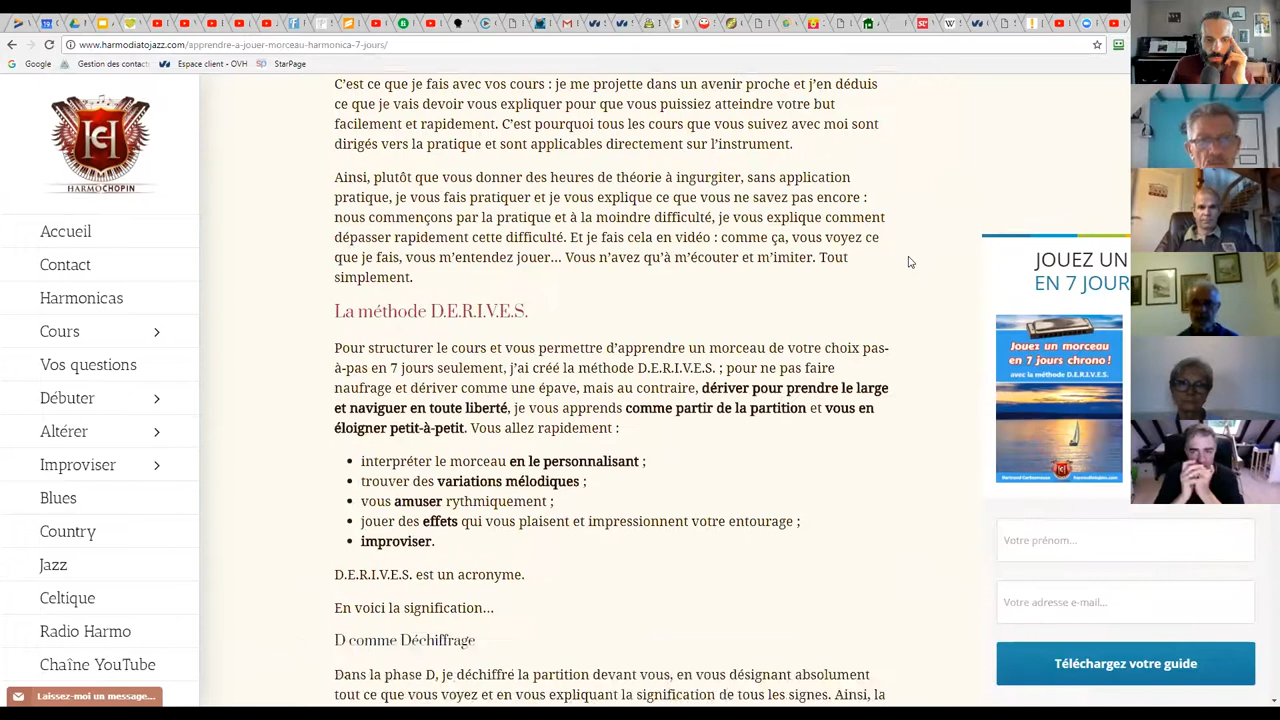 www.harmodiatojazz.com/apprendre-a-jouer-morceau-harmonica-7-jours/
Google
Gestion des contacts
Espace client - OVH
StarPage
HC
HARMOCHOPIN
Accueil
Contact
Harmonicas
Cours
Vos questions
Débuter
Altérer
Improviser
Blues
Country
Jazz
Celtique
Radio Harmo
Chaîne YouTube
Laissez-moi un message...
C'est ce que je fais avec vos cours : je me projette dans un avenir proche et j'en déduis
ce que je vais devoir vous expliquer pour que vous puissiez atteindre votre but
facilement et rapidement. C'est pourquoi tous les cours que vous suivez avec moi sont
dirigés vers la pratique et sont applicables directement sur l'instrument.
Ainsi, plutôt que vous donner des heures de théorie à ingurgiter, sans application
pratique, je vous fais pratiquer et je vous explique ce que vous ne savez pas encore :
nous commençons par la pratique et à la moindre difficulté, je vous explique comment
dépasser rapidement cette difficulté. Et je fais cela en vidéo : comme ça, vous voyez ce
que je fais, vous m'entendez jouer… Vous n'avez qu'à m'écouter et m'imiter. Tout
simplement.
La méthode D.E.R.I.V.E.S.
Pour structurer le cours et vous permettre d'apprendre un morceau de votre choix pas-
à-pas en 7 jours seulement, j'ai créé la méthode D.E.R.I.V.E.S. ; pour ne pas faire
naufrage et dériver comme une épave, mais au contraire, dériver pour prendre le large
et naviguer en toute liberté, je vous apprends comme partir de la partition et vous en
éloigner petit-à-petit. Vous allez rapidement :
• interpréter le morceau en le personnalisant ;
• trouver des variations mélodiques ;
• vous amuser rythmiquement ;
• jouer des effets qui vous plaisent et impressionnent votre entourage ;
• improviser.
D.E.R.I.V.E.S. est un acronyme.
En voici la signification…
D comme Déchiffrage
Dans la phase D, je déchiffre la partition devant vous, en vous désignant absolument
tout ce que vous voyez et en vous expliquant la signification de tous les signes. Ainsi, la
JOUEZ UN
EN 7 JOUR
Jouez un morceau
en 7 jours chrono !
avec la méthode D.E.R.I.V.E.S.
Votre prénom...
Votre adresse e-mail...
Téléchargez votre guide